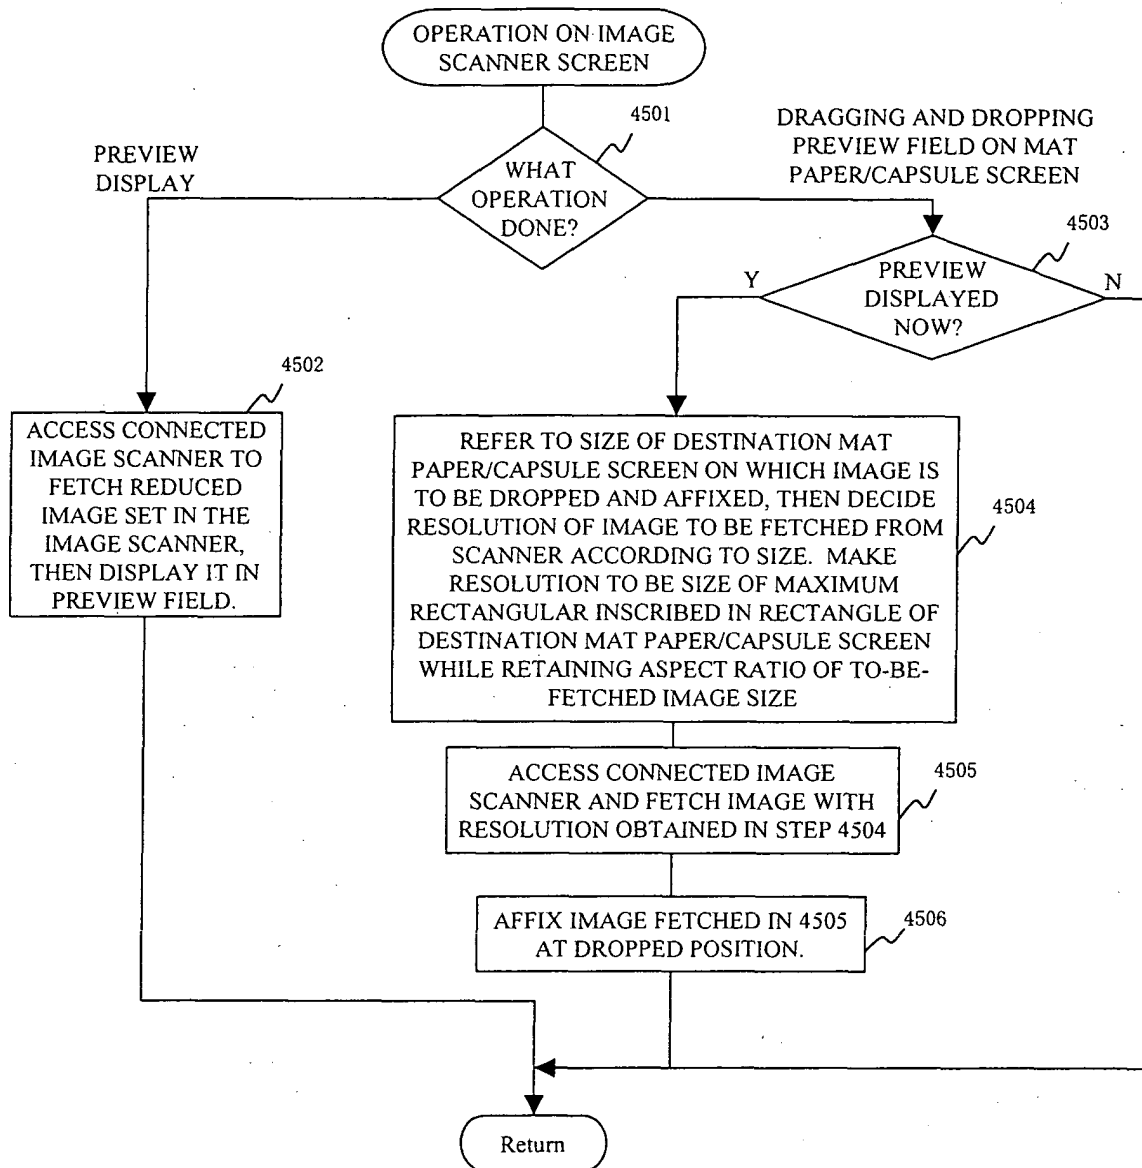 OPERATION ON IMAGE
SCANNER SCREEN
4501
WHAT
OPERATION
DONE?
PREVIEW
DISPLAY
DRAGGING AND DROPPING
PREVIEW FIELD ON MAT
PAPER/CAPSULE SCREEN
4503
PREVIEW
DISPLAYED
NOW?
Y
N
4502
ACCESS CONNECTED
IMAGE SCANNER TO
FETCH REDUCED
IMAGE SET IN THE
IMAGE SCANNER,
THEN DISPLAY IT IN
PREVIEW FIELD.
REFER TO SIZE OF DESTINATION MAT
PAPER/CAPSULE SCREEN ON WHICH IMAGE IS
TO BE DROPPED AND AFFIXED, THEN DECIDE
RESOLUTION OF IMAGE TO BE FETCHED FROM
SCANNER ACCORDING TO SIZE. MAKE
RESOLUTION TO BE SIZE OF MAXIMUM
RECTANGULAR INSCRIBED IN RECTANGLE OF
DESTINATION MAT PAPER/CAPSULE SCREEN
WHILE RETAINING ASPECT RATIO OF TO-BE-
FETCHED IMAGE SIZE
4504
ACCESS CONNECTED IMAGE
SCANNER AND FETCH IMAGE WITH
RESOLUTION OBTAINED IN STEP 4504
4505
AFFIX IMAGE FETCHED IN 4505
AT DROPPED POSITION.
4506
Return